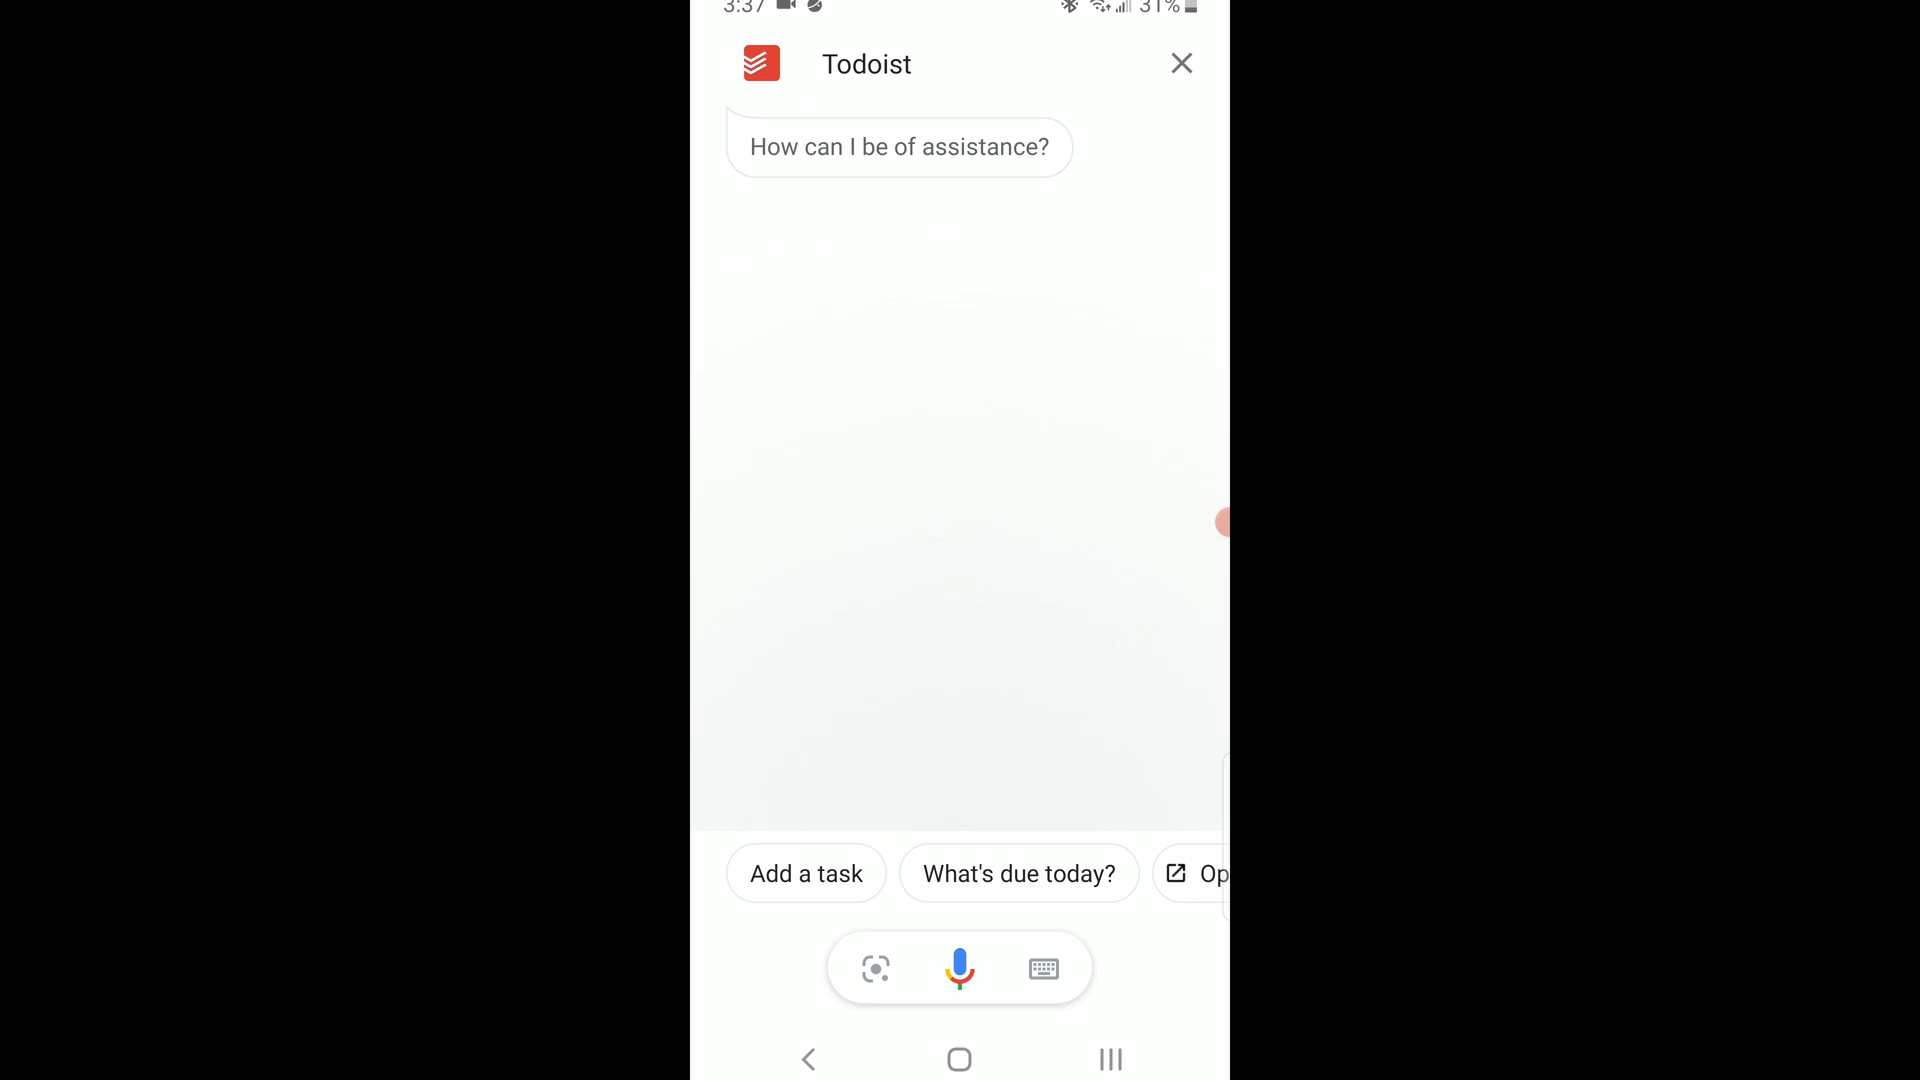 3:37 31%
Todoist
How can I be of assistance?
Add a task What's due today? Op